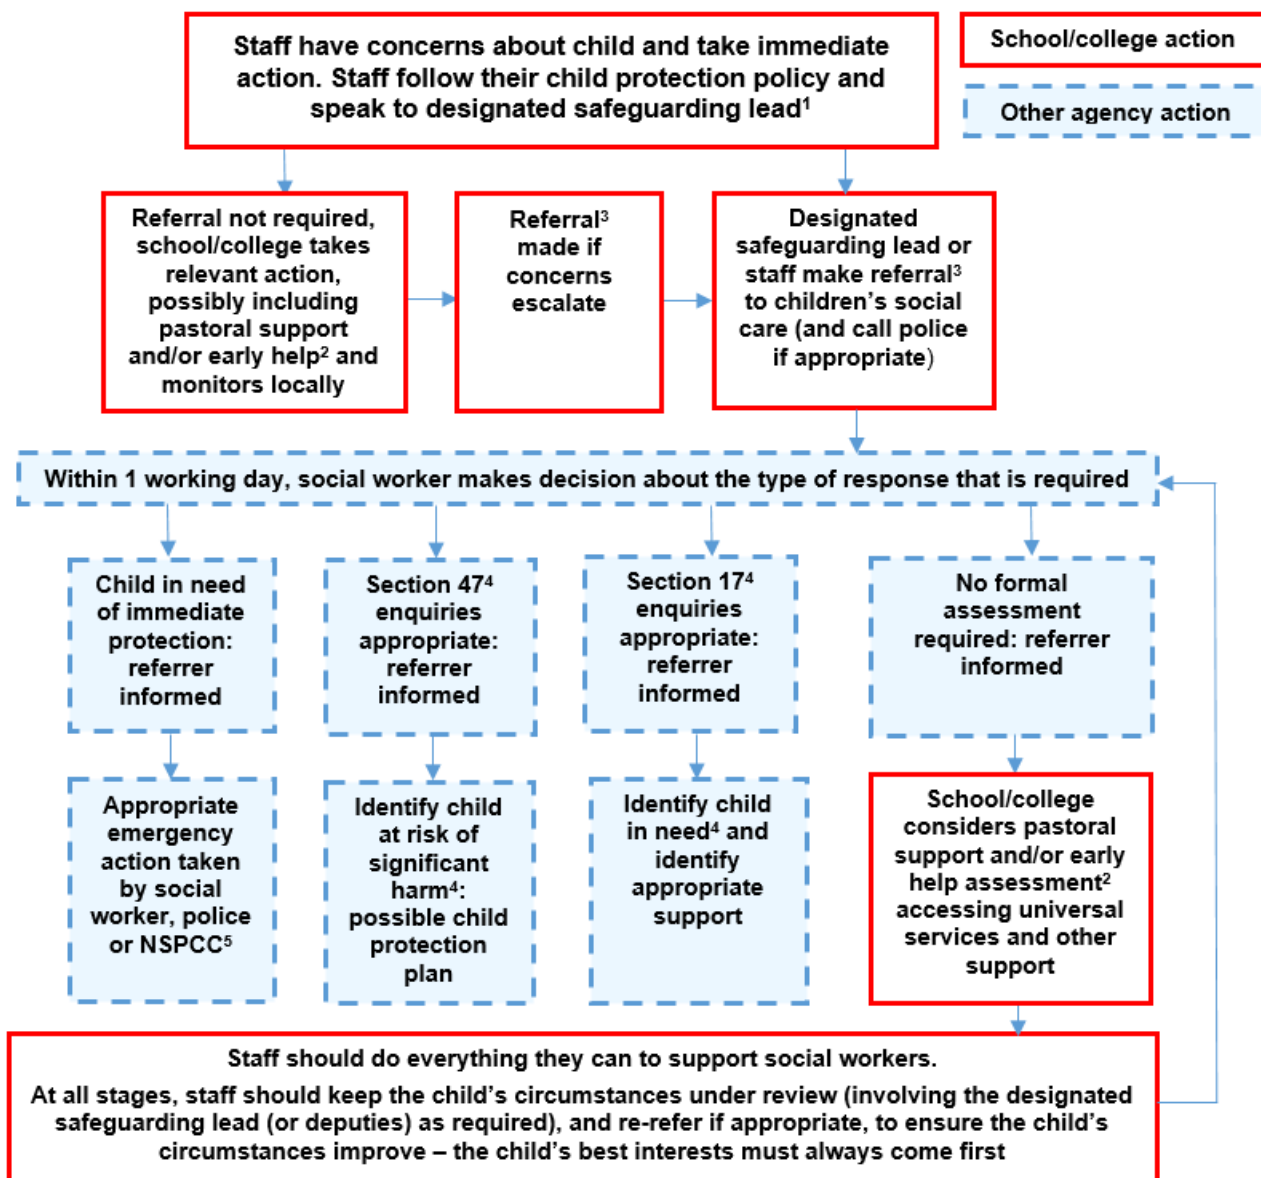 Staff have concerns about child and take immediate
action. Staff follow their child protection policy and
speak to designated safeguarding lead¹
School/college action
Other agency action
Referral not required,
school/college takes
relevant action,
possibly including
pastoral support
and/or early help² and
monitors locally
Referral³
made if
concerns
escalate
Designated
safeguarding lead or
staff make referral³
to children’s social
care (and call police
if appropriate)
Within 1 working day, social worker makes decision about the type of response that is required
Child in need
of immediate
protection:
referrer
informed
Section 47⁴
enquiries
appropriate:
referrer
informed
Section 17⁴
enquiries
appropriate:
referrer
informed
No formal
assessment
required: referrer
informed
Appropriate
emergency
action taken
by social
worker, police
or NSPCC⁵
Identify child
at risk of
significant
harm⁴:
possible child
protection
plan
Identify child
in need⁴ and
identify
appropriate
support
School/college
considers pastoral
support and/or early
help assessment²
accessing universal
services and other
support
Staff should do everything they can to support social workers.
At all stages, staff should keep the child’s circumstances under review (involving the designated
safeguarding lead (or deputies) as required), and re-refer if appropriate, to ensure the child’s
circumstances improve – the child’s best interests must always come first